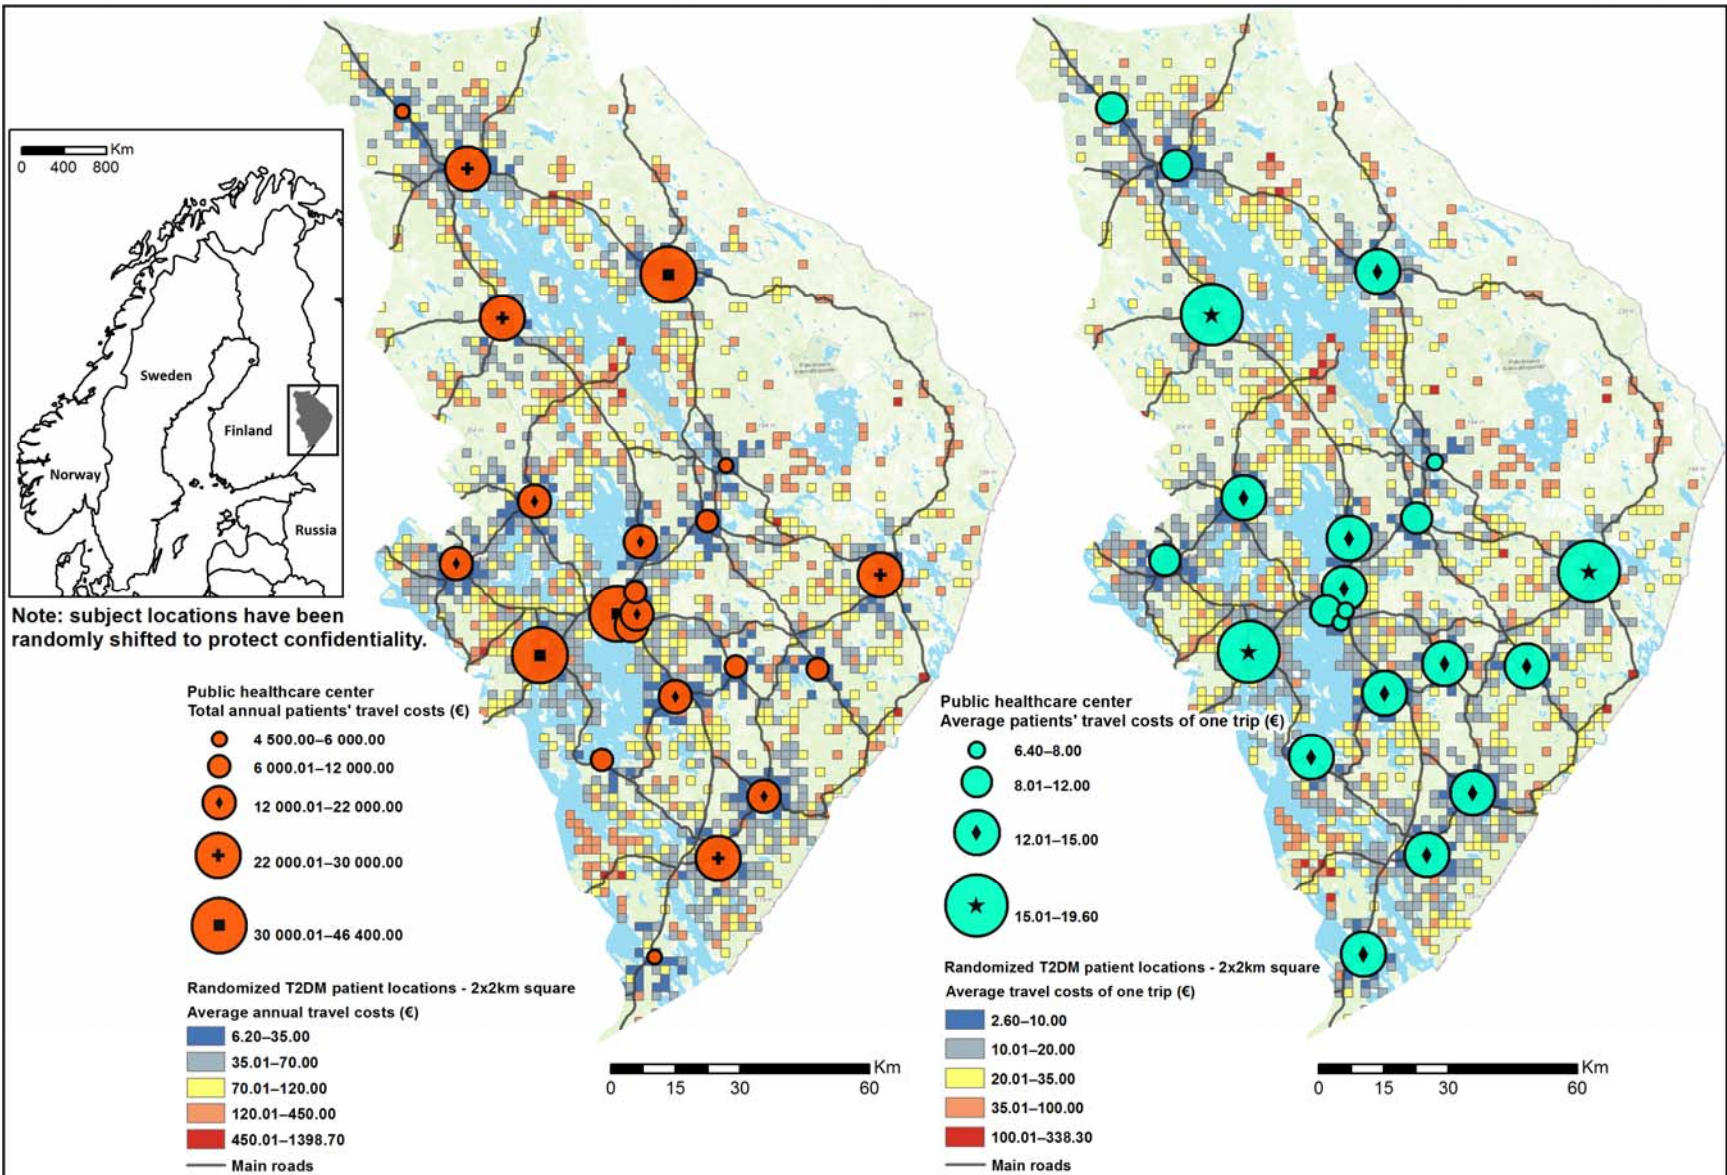 Km
0 400 800
Sweden
Finland
Norway
Russia
Note: subject locations have been
randomly shifted to protect confidentiality.
Public healthcare center
Total annual patients' travel costs (€)
4 500.00–6 000.00
6 000.01–12 000.00
12 000.01–22 000.00
22 000.01–30 000.00
30 000.01–46 400.00
Randomized T2DM patient locations - 2x2km square
Average annual travel costs (€)
6.20–35.00
35.01–70.00
70.01–120.00
120.01–450.00
450.01–1398.70
Main roads
Km
0 15 30 60
Public healthcare center
Average patients' travel costs of one trip (€)
6.40–8.00
8.01–12.00
12.01–15.00
15.01–19.60
Randomized T2DM patient locations - 2x2km square
Average travel costs of one trip (€)
2.60–10.00
10.01–20.00
20.01–35.00
35.01–100.00
100.01–338.30
Main roads
Km
0 15 30 60